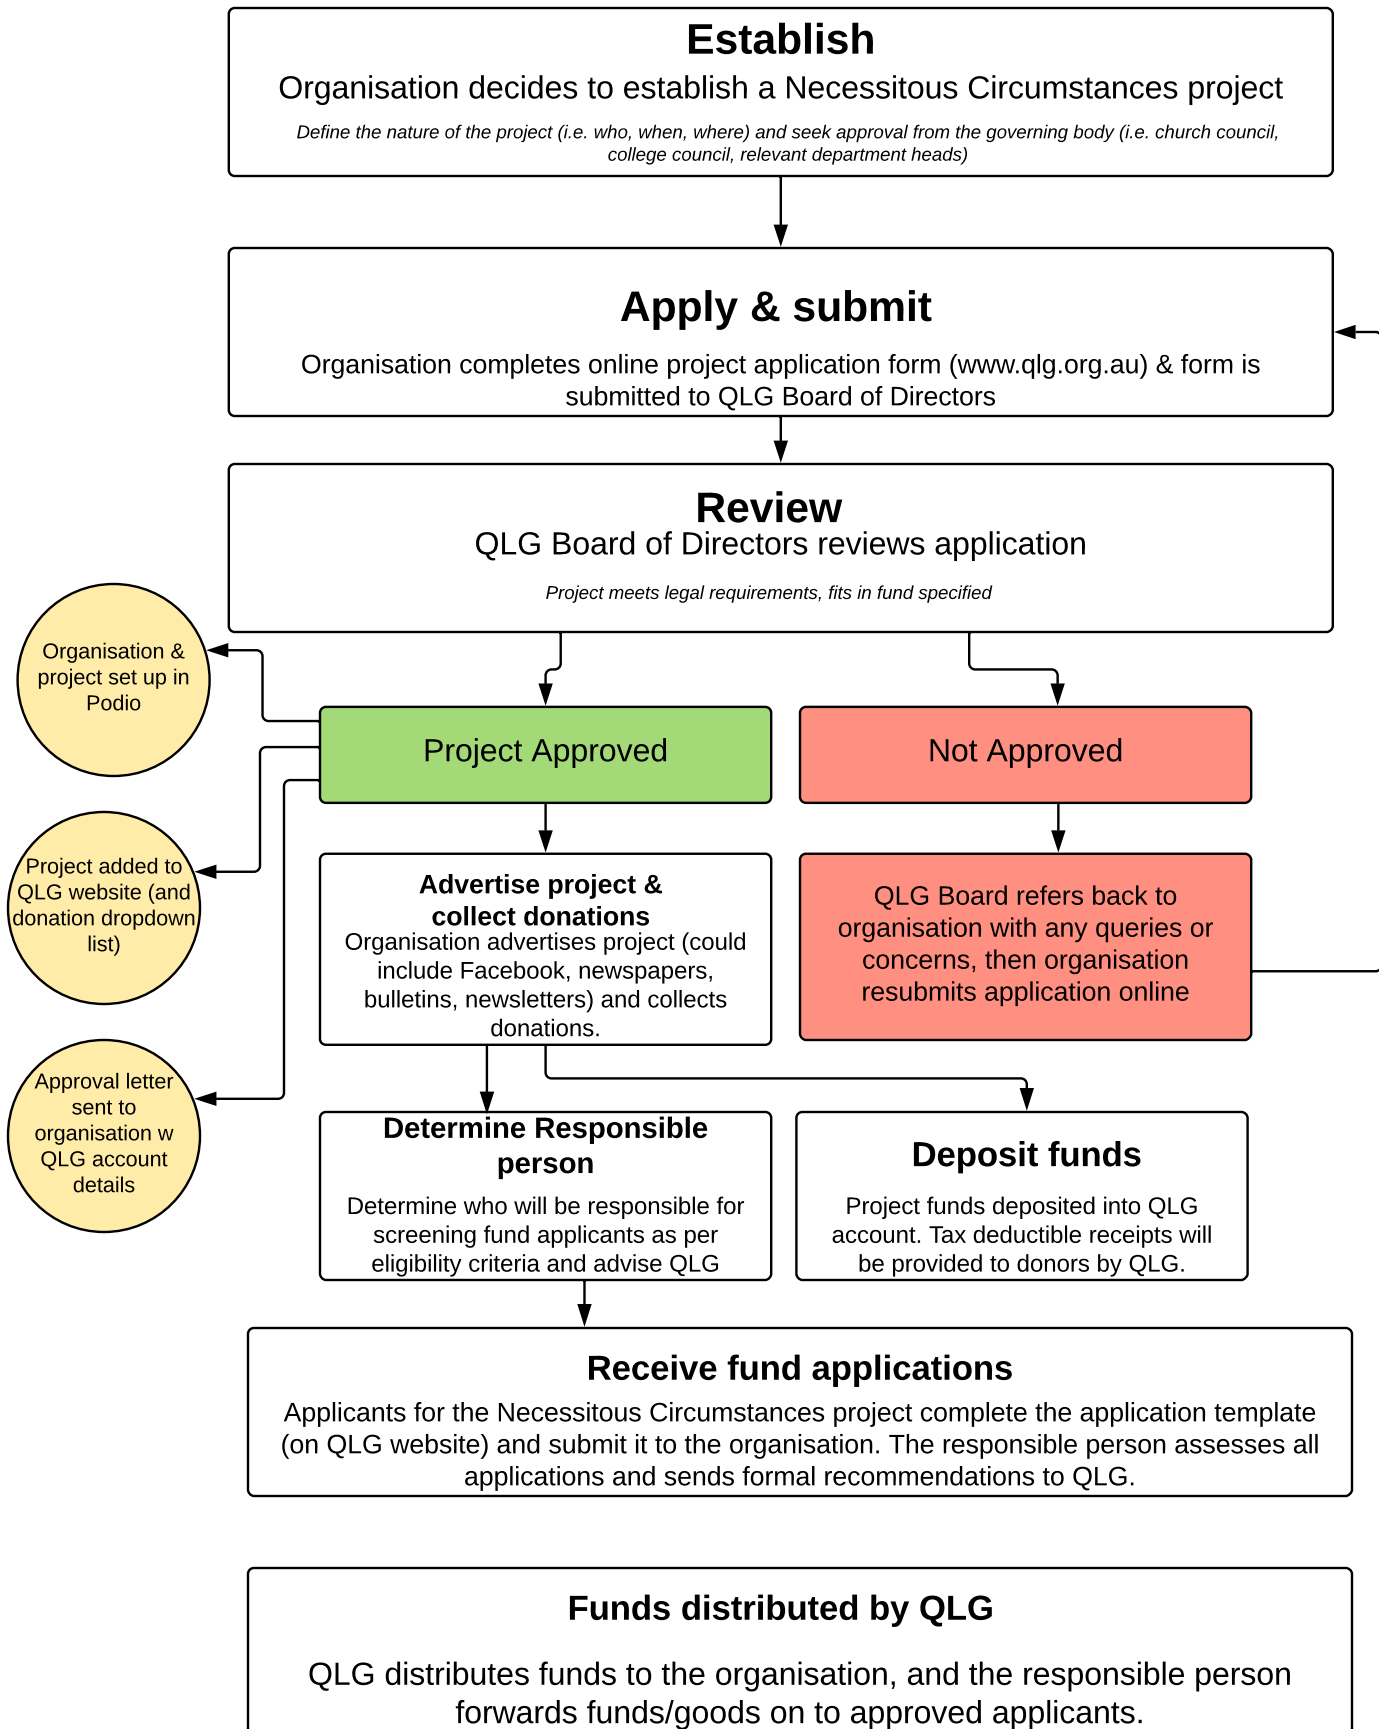 Establish
Organisation decides to establish a Necessitous Circumstances project
Define the nature of the project (i.e. who, when, where) and seek approval from the governing body (i.e. church council,
college council, relevant department heads)
Apply & submit
Organisation completes online project application form (www.qlg.org.au) & form is
submitted to QLG Board of Directors
Review
QLG Board of Directors reviews application
Project meets legal requirements, fits in fund specified
Organisation &
project set up in
Podio
Project Approved
Not Approved
Project added to
QLG website (and
donation dropdown
list)
Advertise project &
collect donations
Organisation advertises project (could
include Facebook, newspapers,
bulletins, newsletters) and collects
donations.
QLG Board refers back to
organisation with any queries or
concerns, then organisation
resubmits application online
Approval letter
sent to
organisation w
QLG account
details
Determine Responsible
person
Determine who will be responsible for
screening fund applicants as per
eligibility criteria and advise QLG
Deposit funds
Project funds deposited into QLG
account. Tax deductible receipts will
be provided to donors by QLG.
Receive fund applications
Applicants for the Necessitous Circumstances project complete the application template
(on QLG website) and submit it to the organisation. The responsible person assesses all
applications and sends formal recommendations to QLG.
Funds distributed by QLG
QLG distributes funds to the organisation, and the responsible person
forwards funds/goods on to approved applicants.